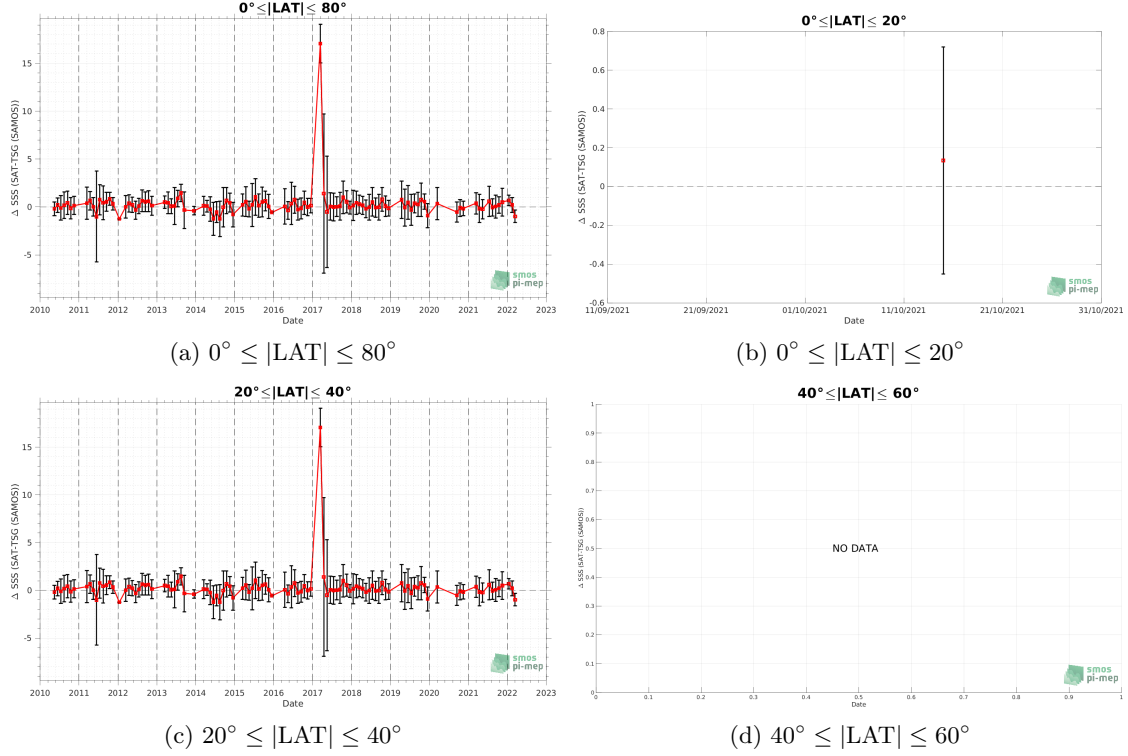 0°≤|LAT|≤ 80°
Δ SSS (SAT-TSG (SAMOS))
15
10
5
0
-5
2010 2011 2012 2013 2014 2015 2016 2017 2018 2019 2020 2021 2022 2023
Date
smos
pi-mep
(a) 0° ≤ |LAT| ≤ 80°
0°≤|LAT|≤ 20°
Δ SSS (SAT-TSG (SAMOS))
0.8
0.6
0.4
0.2
0
-0.2
-0.4
-0.6
11/09/2021 21/09/2021 01/10/2021 11/10/2021 21/10/2021 31/10/2021
Date
smos
pi-mep
(b) 0° ≤ |LAT| ≤ 20°
20°≤|LAT|≤ 40°
Δ SSS (SAT-TSG (SAMOS))
15
10
5
0
-5
2010 2011 2012 2013 2014 2015 2016 2017 2018 2019 2020 2021 2022 2023
Date
smos
pi-mep
(c) 20° ≤ |LAT| ≤ 40°
40°≤|LAT|≤ 60°
Δ SSS (SAT-TSG (SAMOS))
1
0.9
0.8
0.7
0.6
0.5
0.4
0.3
0.2
0.1
0
NO DATA
0 0.1 0.2 0.3 0.4 0.5 0.6 0.7 0.8 0.9 1
Date
smos
pi-mep
(d) 40° ≤ |LAT| ≤ 60°